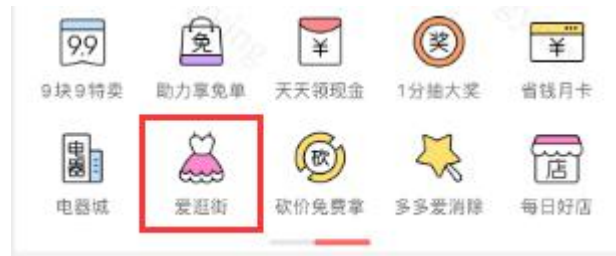 9.9 免 ¥ 奖 ¥
9块9特卖 助力享免单 天天领现金 1分抽大奖 省钱月卡
电器 砍 店
电器城 爱逛街 砍价免费拿 多多爱消除 每日好店